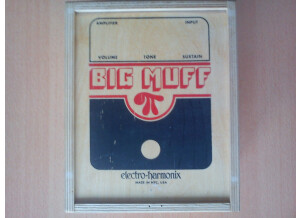 AMPLIFIER INPUT
VOLUME TONE SUSTAIN
BIG MUFF
π
electro-harmonix
MADE IN NYC, USA